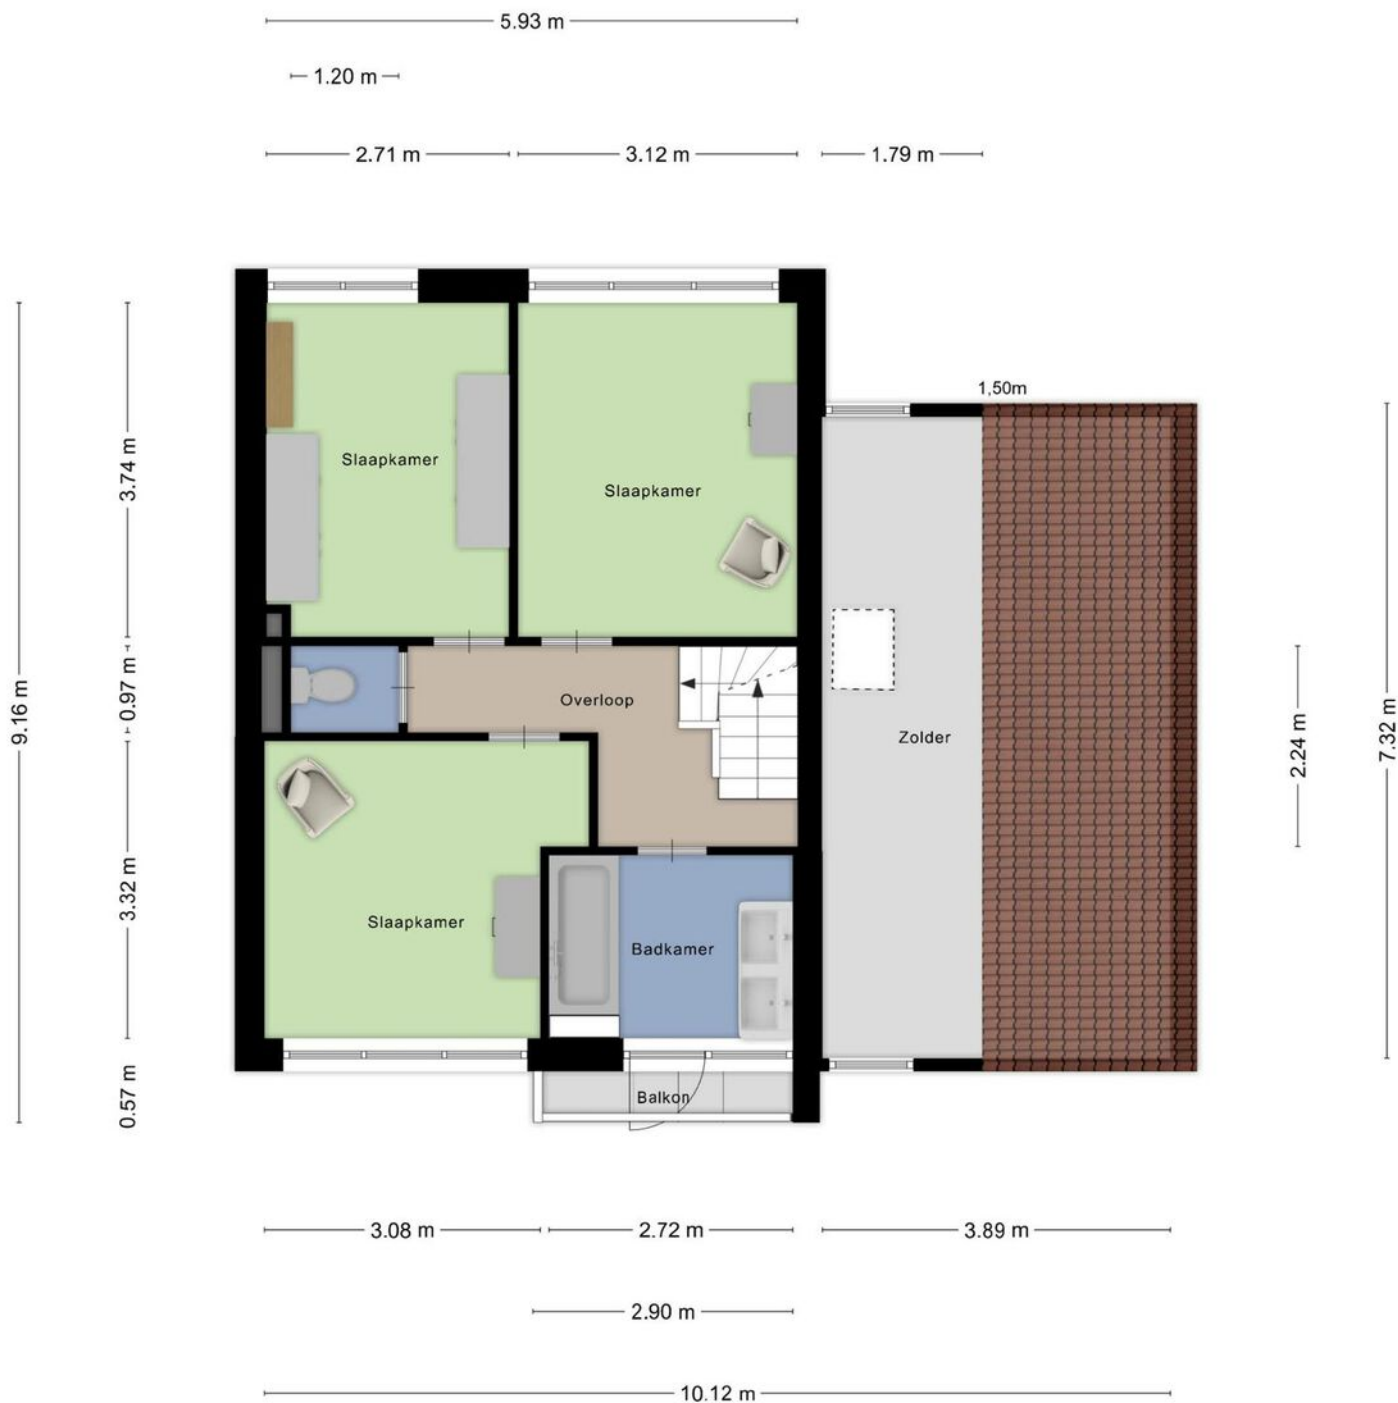 5.93 m
1.20 m
2.71 m
3.12 m
1.79 m
1,50m
9.16 m
3.74 m
0.97 m
3.32 m
0.57 m
Slaapkamer
Slaapkamer
Overloop
Zolder
Slaapkamer
Badkamer
Balkon
2.24 m
7.32 m
3.08 m
2.72 m
3.89 m
2.90 m
10.12 m